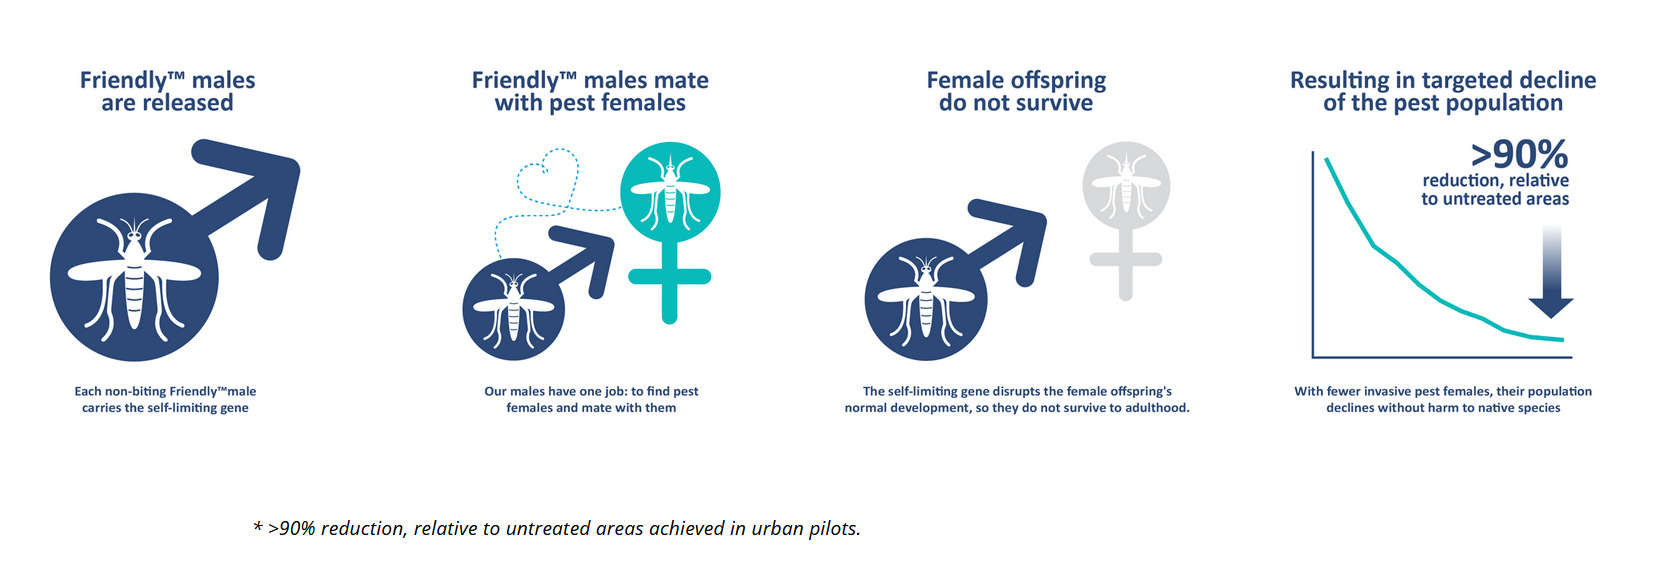 Friendly™ males
are released
Each non-biting Friendly™male
carries the self-limiting gene
Friendly™ males mate
with pest females
Our males have one job: to find pest
females and mate with them
Female offspring
do not survive
The self-limiting gene disrupts the female offspring's
normal development, so they do not survive to adulthood.
Resulting in targeted decline
of the pest population
>90%
reduction, relative
to untreated areas
With fewer invasive pest females, their population
declines without harm to native species
* >90% reduction, relative to untreated areas achieved in urban pilots.